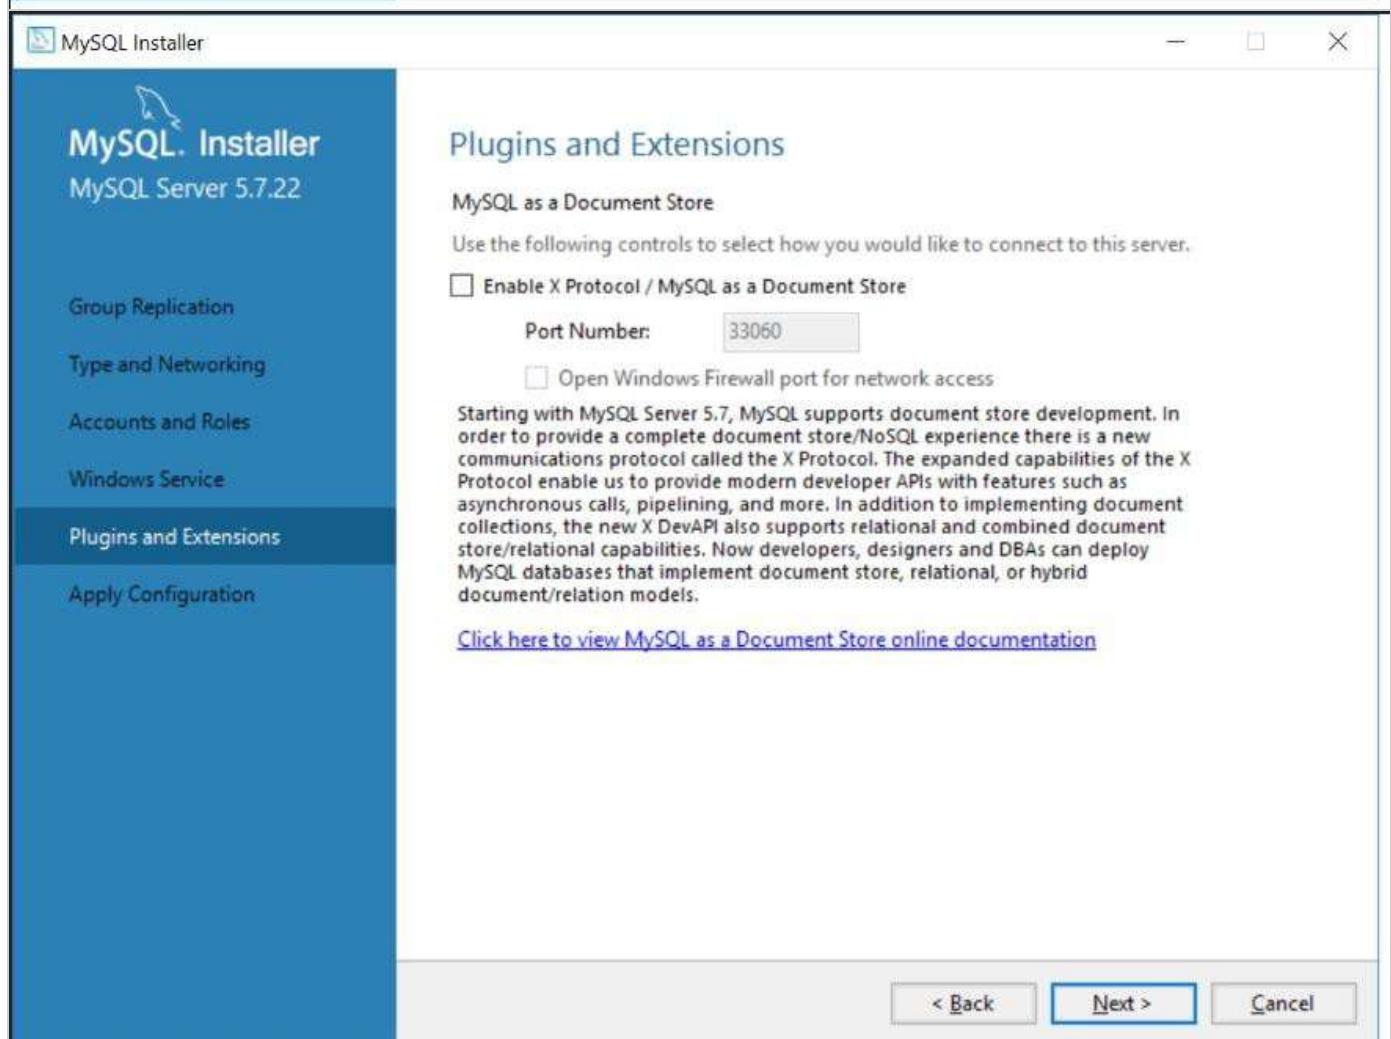 MySQL Installer
MySQL. Installer
MySQL Server 5.7.22
Group Replication
Type and Networking
Accounts and Roles
Windows Service
Plugins and Extensions
Apply Configuration
Plugins and Extensions
MySQL as a Document Store
Use the following controls to select how you would like to connect to this server.
Enable X Protocol / MySQL as a Document Store
Port Number: 33060
Open Windows Firewall port for network access
Starting with MySQL Server 5.7, MySQL supports document store development. In
order to provide a complete document store/NoSQL experience there is a new
communications protocol called the X Protocol. The expanded capabilities of the X
Protocol enable us to provide modern developer APIs with features such as
asynchronous calls, pipelining, and more. In addition to implementing document
collections, the new X DevAPI also supports relational and combined document
store/relational capabilities. Now developers, designers and DBAs can deploy
MySQL databases that implement document store, relational, or hybrid
document/relation models.
Click here to view MySQL as a Document Store online documentation
< Back
Next >
Cancel